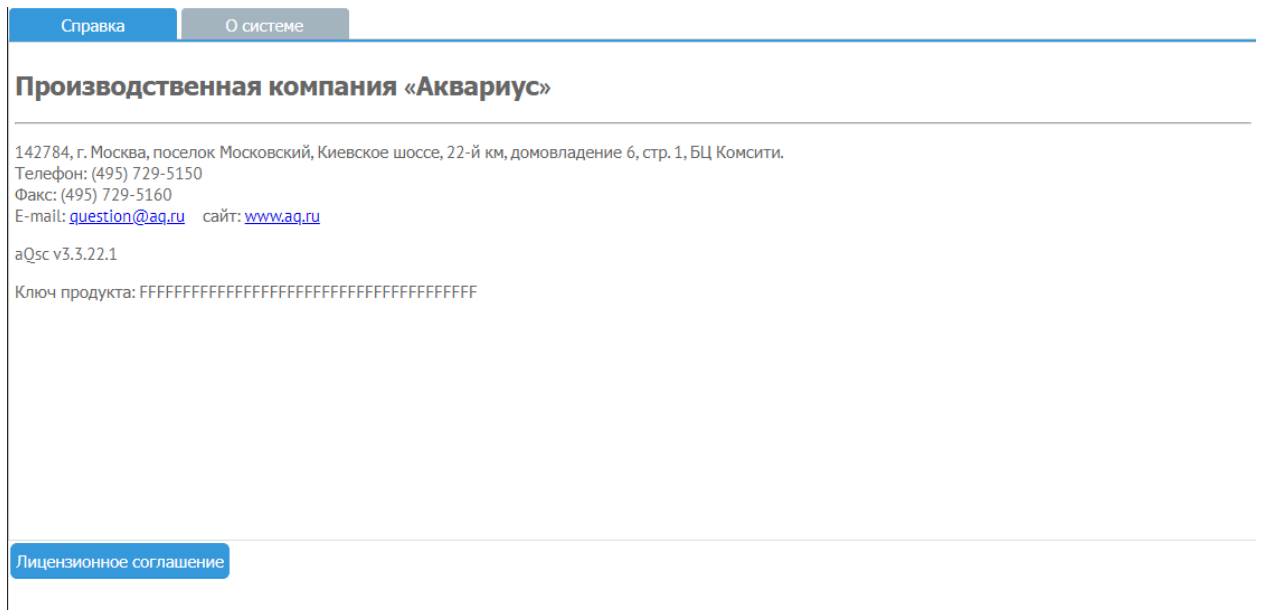 Справка
О системе
Производственная компания «Аквариус»
142784, г. Москва, поселок Московский, Киевское шоссе, 22-й км, домовладение 6, стр. 1, БЦ Комсити.
Телефон: (495) 729-5150
Факс: (495) 729-5160
E-mail: question@aq.ru сайт: www.aq.ru
aQsc v3.3.22.1
Ключ продукта: FFFFFFFFFFFFFFFFFFFFFFFFFFFFFFFFFFFFFFFF
Лицензионное соглашение